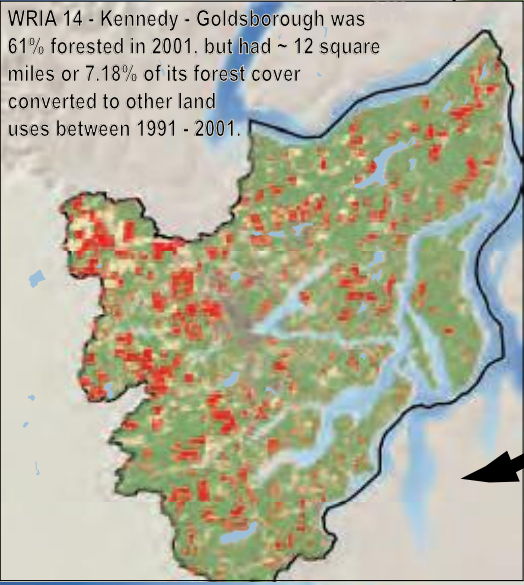 WRIA 14 - Kennedy - Goldsborough was
61% forested in 2001. but had ~ 12 square
miles or 7.18% of its forest cover
converted to other land
uses between 1991 - 2001.